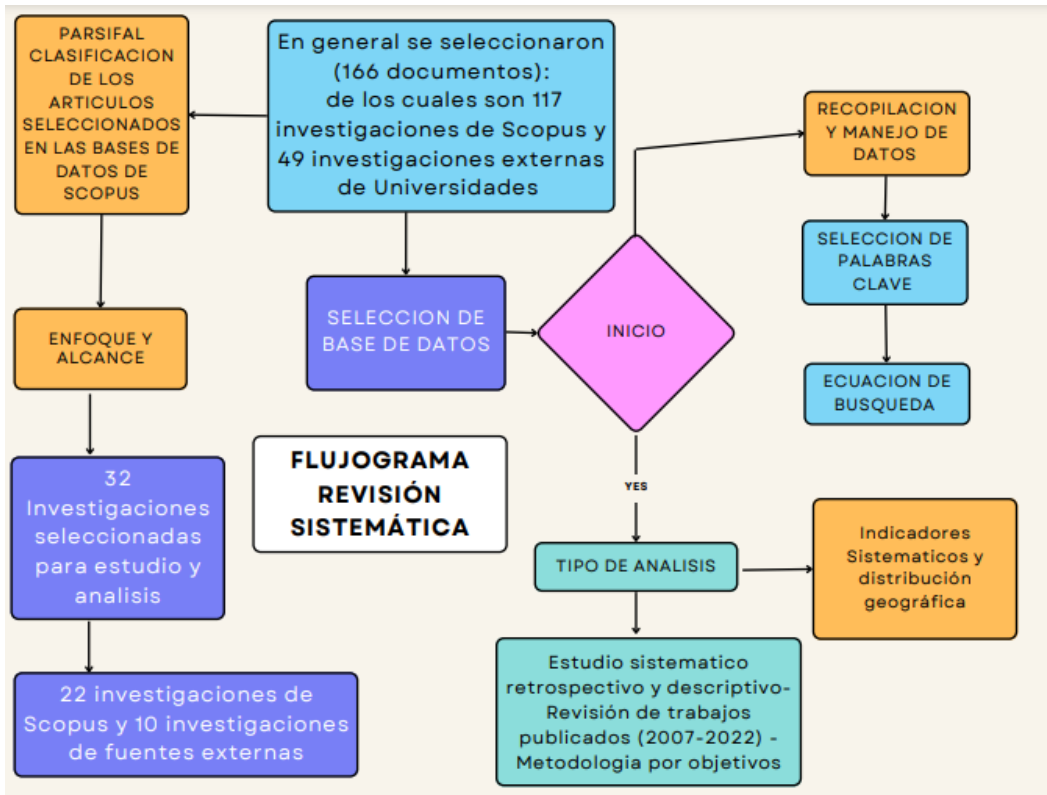 PARSIFAL
CLASIFICACION
DE LOS
ARTICULOS
SELECCIONADOS
EN LAS BASES DE
DATOS DE
SCOPUS
En general se seleccionaron
(166 documentos):
de los cuales son 117
investigaciones de Scopus y
49 investigaciones externas
de Universidades
RECOPILACION
Y MANEJO DE
DATOS
SELECCION DE
PALABRAS
CLAVE
ECUACION DE
BUSQUEDA
SELECCION DE
BASE DE DATOS
INICIO
ENFOQUE Y
ALCANCE
FLUJOGRAMA
REVISIÓN
SISTEMÁTICA
YES
32
Investigaciones
seleccionadas
para estudio y
analisis
TIPO DE ANALISIS
Indicadores
Sistematicos y
distribución
geográfica
22 investigaciones de
Scopus y 10 investigaciones
de fuentes externas
Estudio sistematico
retrospectivo y descriptivo-
Revisión de trabajos
publicados (2007-2022) -
Metodologia por objetivos